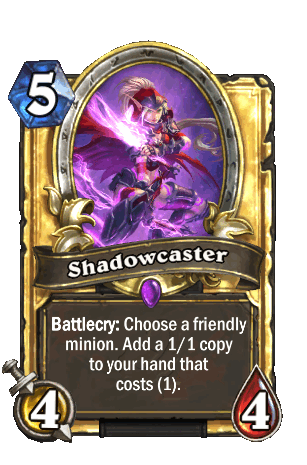 5
Shadowcaster
Battlecry: Choose a friendly
minion. Add a 1/1 copy
to your hand that
costs (1).
4
4